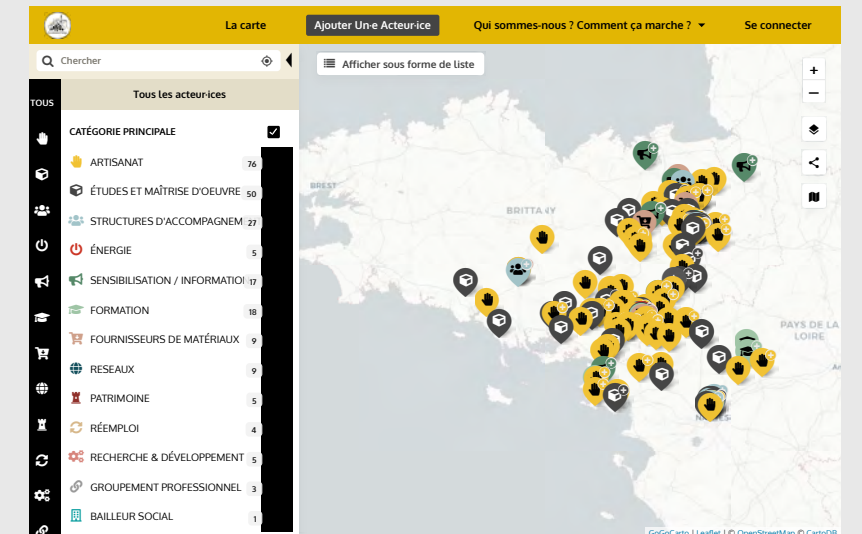 La carte
Ajouter Un·e Acteur·ice
Qui sommes-nous ? Comment ça marche ?
Se connecter
Chercher
Afficher sous forme de liste
TOUS
Tous les acteur·ices
CATÉGORIE PRINCIPALE
ARTISANAT 76
ÉTUDES ET MAÎTRISE D'OEUVRE 50
STRUCTURES D'ACCOMPAGNEM 27
ÉNERGIE 5
SENSIBILISATION / INFORMATIO 17
FORMATION 18
FOURNISSEURS DE MATÉRIAUX 9
RESEAUX 9
PATRIMOINE 5
RÉEMPLOI 4
RECHERCHE & DÉVELOPPEMENT 5
GROUPEMENT PROFESSIONNEL 3
BAILLEUR SOCIAL 1
+
−
BREST
BRITTANY
PAYS DE LA
LOIRE
GoGoCarto | Leaflet | © OpenStreetMap © CartoDB